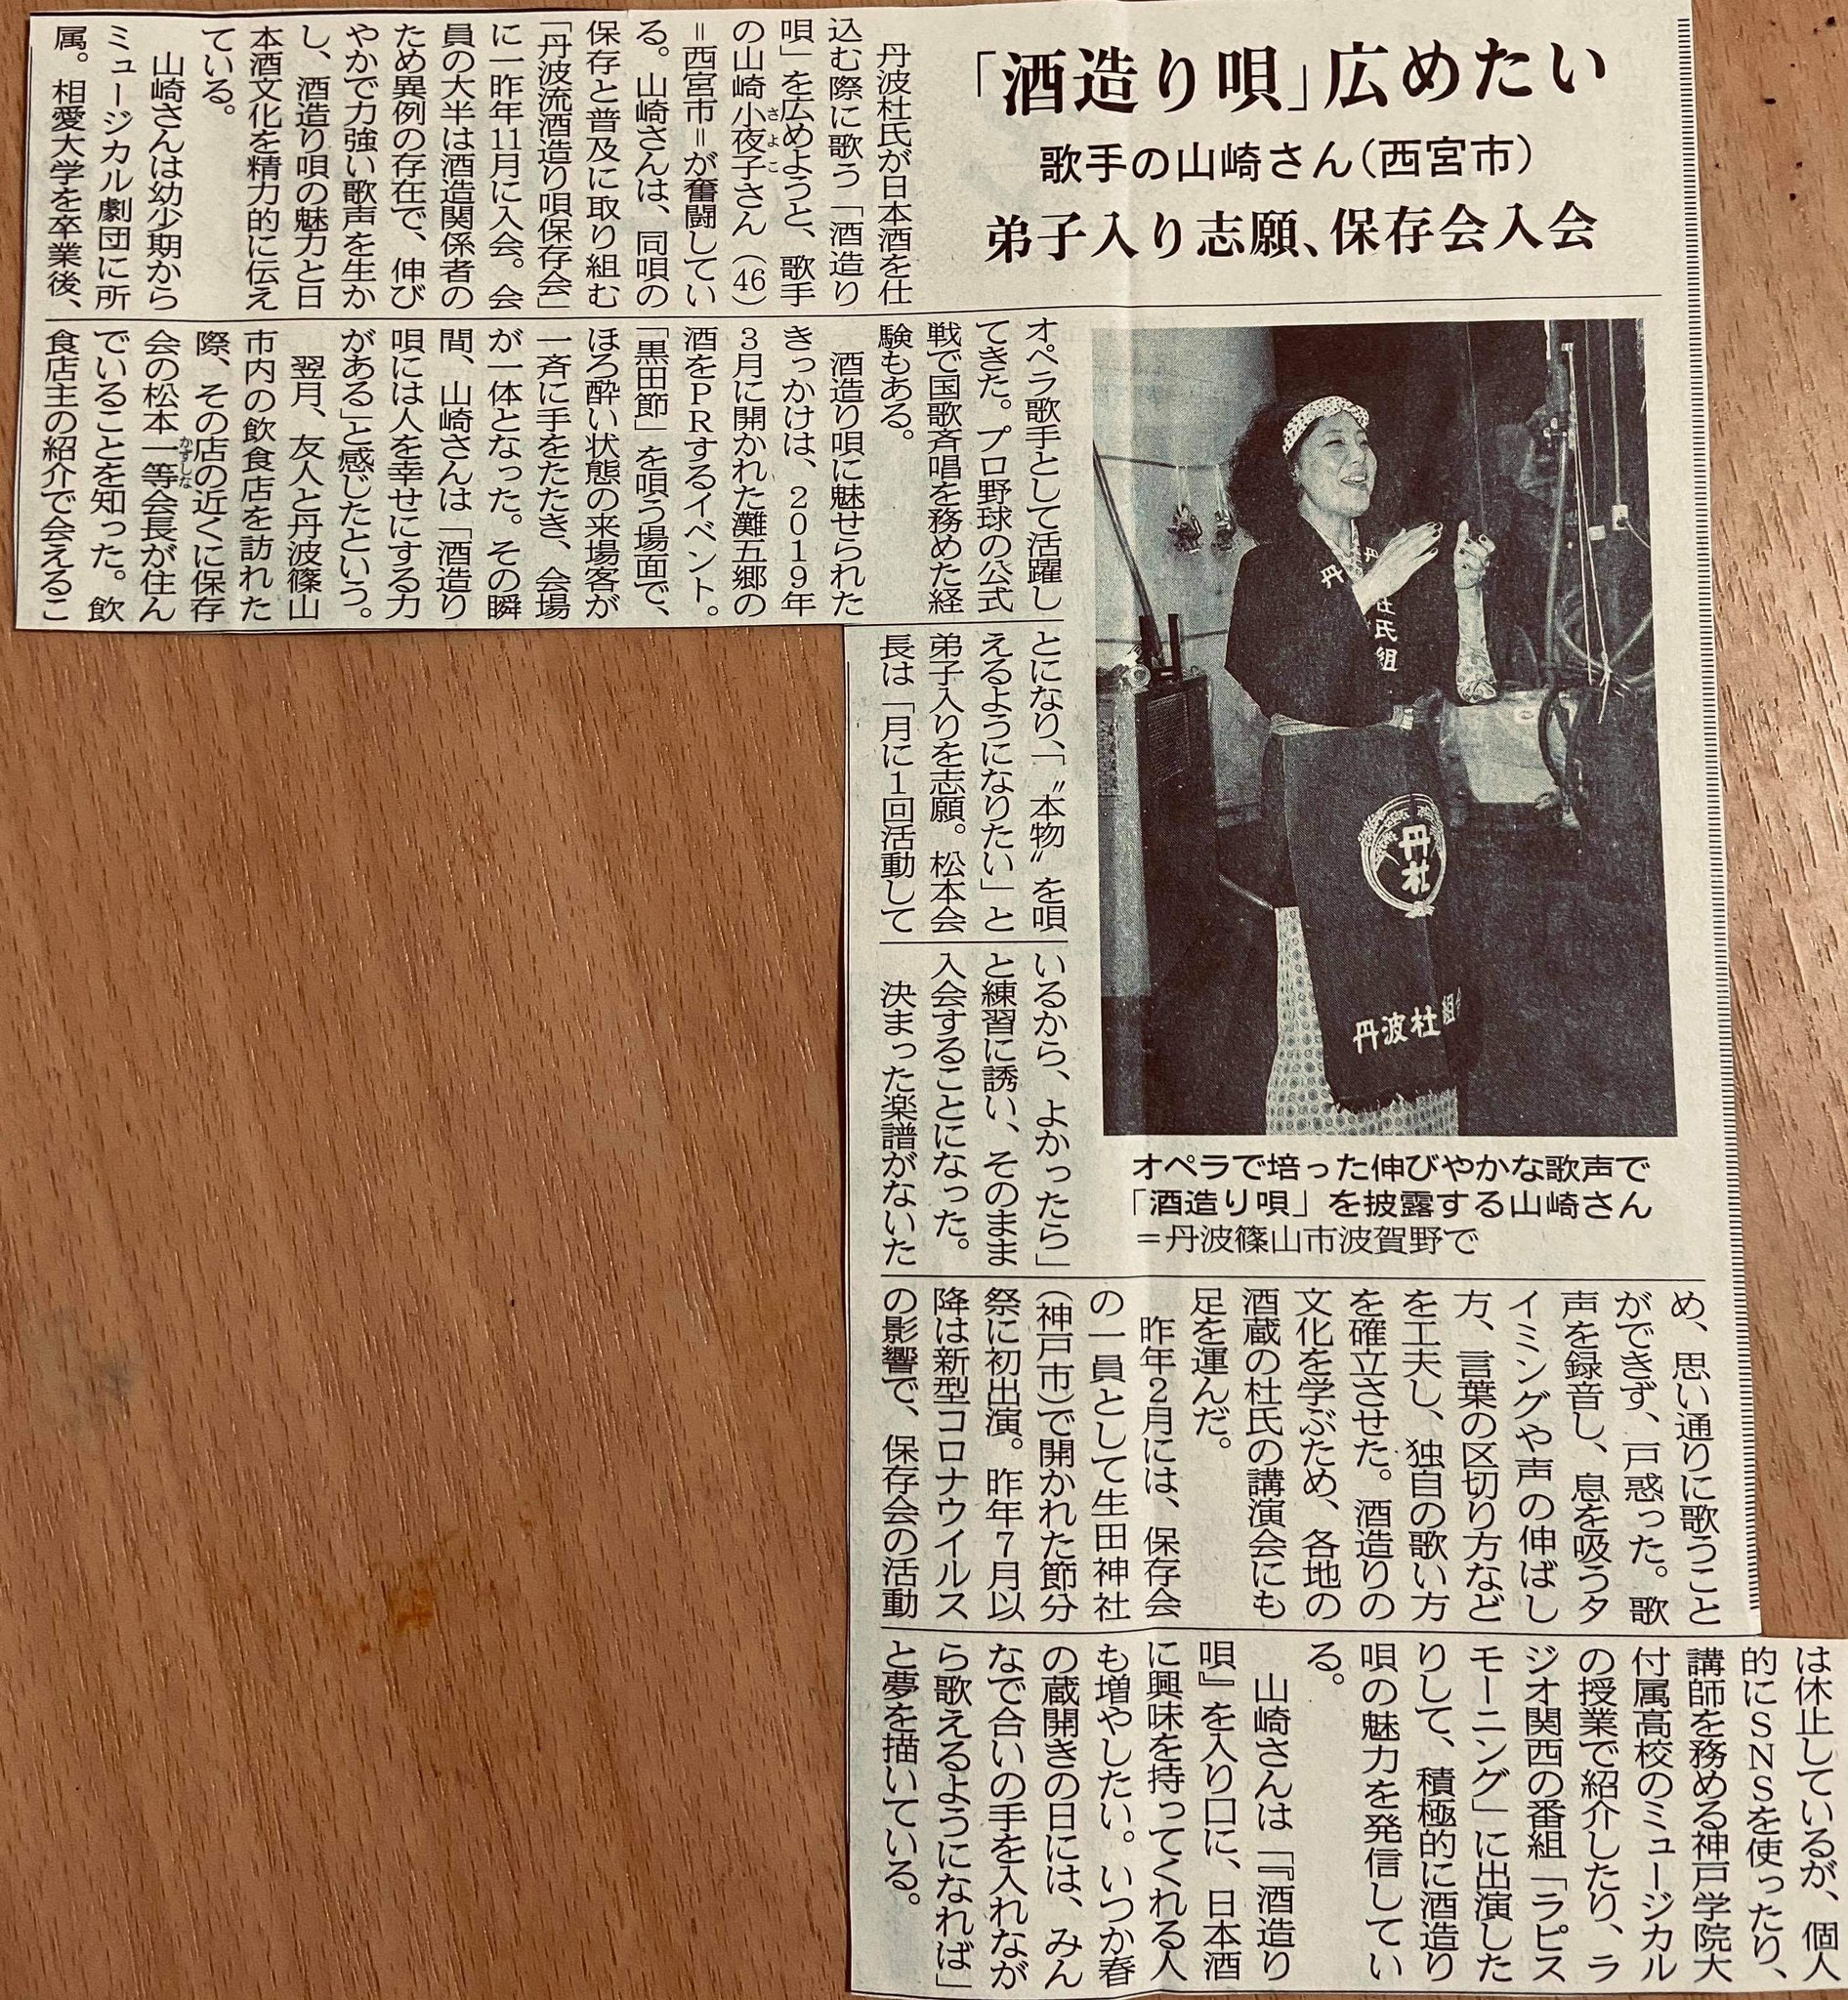 「酒造り唄」広めたい
歌手の山崎さん(西宮市)
弟子入り志願、保存会入会
丹波杜氏が日本酒を仕
込む際に歌う「酒造り
唄」を広めようと、歌手
の山崎小夜子さん(46)
さよこ
=西宮市=が奮闘してい
る。山崎さんは、同唄の
保存と普及に取り組む
「丹波流酒造り唄保存会」
に一昨年11月に入会。会
員の大半は酒造関係者の
ため異例の存在で、伸び
やかで力強い歌声を生か
し、酒造り唄の魅力と日
本酒文化を精力的に伝え
ている。
山崎さんは幼少期から
ミュージカル劇団に所
属。相愛大学を卒業後、
オペラ歌手として活躍し
てきた。プロ野球の公式
戦で国歌斉唱を務めた経
験もある。
酒造り唄に魅せられた
きっかけは、2019年
3月に開かれた灘五郷の
酒をPRするイベント。
「黒田節」を唄う場面で、
ほろ酔い状態の来場客が
一斉に手をたたき、会場
が一体となった。その瞬
間、山崎さんは「酒造り
唄には人を幸せにする力
がある」と感じたという。
翌月、友人と丹波篠山
市内の飲食店を訪れた
際、その店の近くに保存
会の松本一等会長が住ん
かずしな
でいることを知った。飲
食店主の紹介で会えるこ
とになり、「〝本物〟を唄
えるようになりたい」と
弟子入りを志願。松本会
長は「月に1回活動して
いるから、よかったら」
と練習に誘い、そのまま
入会することになった。
決まった楽譜がないた
め、思い通りに歌うこと
ができず、戸惑った。歌
声を録音し、息を吸うタ
イミングや声の伸ばし
方、言葉の区切り方など
を工夫し、独自の歌い方
を確立させた。酒造りの
文化を学ぶため、各地の
酒蔵の杜氏の講演会にも
足を運んだ。
昨年2月には、保存会
の一員として生田神社
(神戸市)で開かれた節分
祭に初出演。昨年7月以
降は新型コロナウイルス
の影響で、保存会の活動
は休止しているが、個人
的にSNSを使ったり、
講師を務める神戸学院大
付属高校のミュージカル
の授業で紹介したり、ラ
ジオ関西の番組「ラピス
モーニング」に出演した
りして、積極的に酒造り
唄の魅力を発信してい
る。
山崎さんは「『酒造り
唄』を入り口に、日本酒
に興味を持ってくれる人
も増やしたい。いつか春
の蔵開きの日には、みん
なで合いの手を入れなが
ら歌えるようになれば」
と夢を描いている。
丹
氏組
丹杜
丹波杜組
オペラで培った伸びやかな歌声で
「酒造り唄」を披露する山崎さん
=丹波篠山市波賀野で